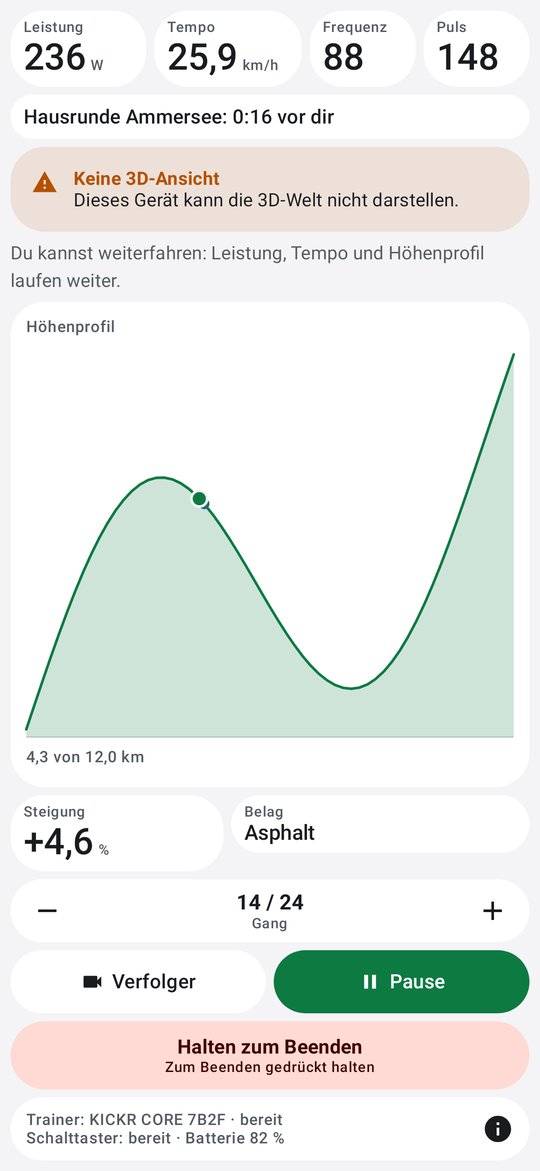 Leistung
236 W
Tempo
25,9 km/h
Frequenz
88
Puls
148
Hausrunde Ammersee: 0:16 vor dir
Keine 3D-Ansicht
Dieses Gerät kann die 3D-Welt nicht darstellen.
Du kannst weiterfahren: Leistung, Tempo und Höhenprofil
laufen weiter.
Höhenprofil
4,3 von 12,0 km
Steigung
+4,6 %
Belag
Asphalt
14 / 24
Gang
Verfolger
Pause
Halten zum Beenden
Zum Beenden gedrückt halten
Trainer: KICKR CORE 7B2F · bereit
Schalttaster: bereit · Batterie 82 %